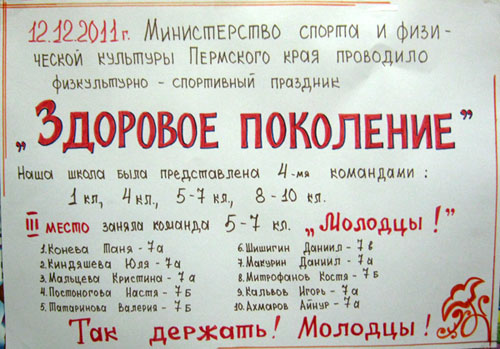 12.12.2011г. Министерство спорта и физи-
ческой культуры Пермского края проводило
физкультурно - спортивный праздник
„Здоровое поколение"
Наша школа была представлена 4-мя командами:
1 кл, 4 кл., 5-7 кл., 8-10 кл.
III место заняла команда 5-7 кл. „Молодцы!"
1. Конева Таня - 7а
2. Киндяшева Юля - 7а
3. Мальцева Кристина - 7а
4. Постоногова Настя - 7б
5. Татаринова Валерия - 7б
6. Шишигин Даниил - 7в
7. Макурин Даниил - 7а
8. Митрофанов Костя - 7б
9. Кальвов Игорь - 7а
10. Ахмаров Айнур - 7а
Так держать! Молодцы!